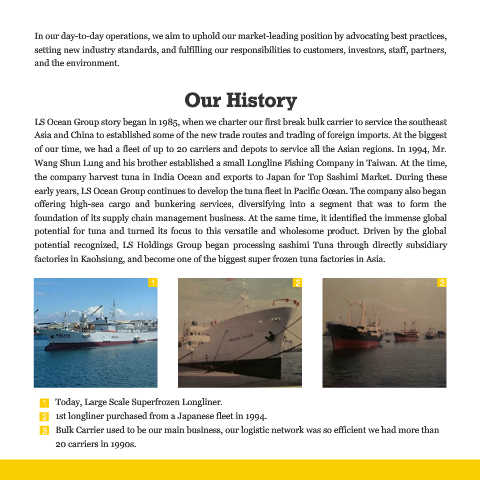 In our day-to-day operations, we aim to uphold our market-leading position by advocating best practices,
setting new industry standards, and fulfilling our responsibilities to customers, investors, staff, partners,
and the environment.
Our History
LS Ocean Group story began in 1985, when we charter our first break bulk carrier to service the southeast
Asia and China to established some of the new trade routes and trading of foreign imports. At the biggest
of our time, we had a fleet of up to 20 carriers and depots to service all the Asian regions. In 1994, Mr.
Wang Shun Lung and his brother established a small Longline Fishing Company in Taiwan. At the time,
the company harvest tuna in India Ocean and exports to Japan for Top Sashimi Market. During these
early years, LS Ocean Group continues to develop the tuna fleet in Pacific Ocean. The company also began
offering high-sea cargo and bunkering services, diversifying into a segment that was to form the
foundation of its supply chain management business. At the same time, it identified the immense global
potential for tuna and turned its focus to this versatile and wholesome product. Driven by the global
potential recognized, LS Holdings Group began processing sashimi Tuna through directly subsidiary
factories in Kaohsiung, and become one of the biggest super frozen tuna factories in Asia.
1
2
2
1 Today, Large Scale Superfrozen Longliner.
2 1st longliner purchased from a Japanese fleet in 1994.
3 Bulk Carrier used to be our main business, our logistic network was so efficient we had more than
20 carriers in 1990s.